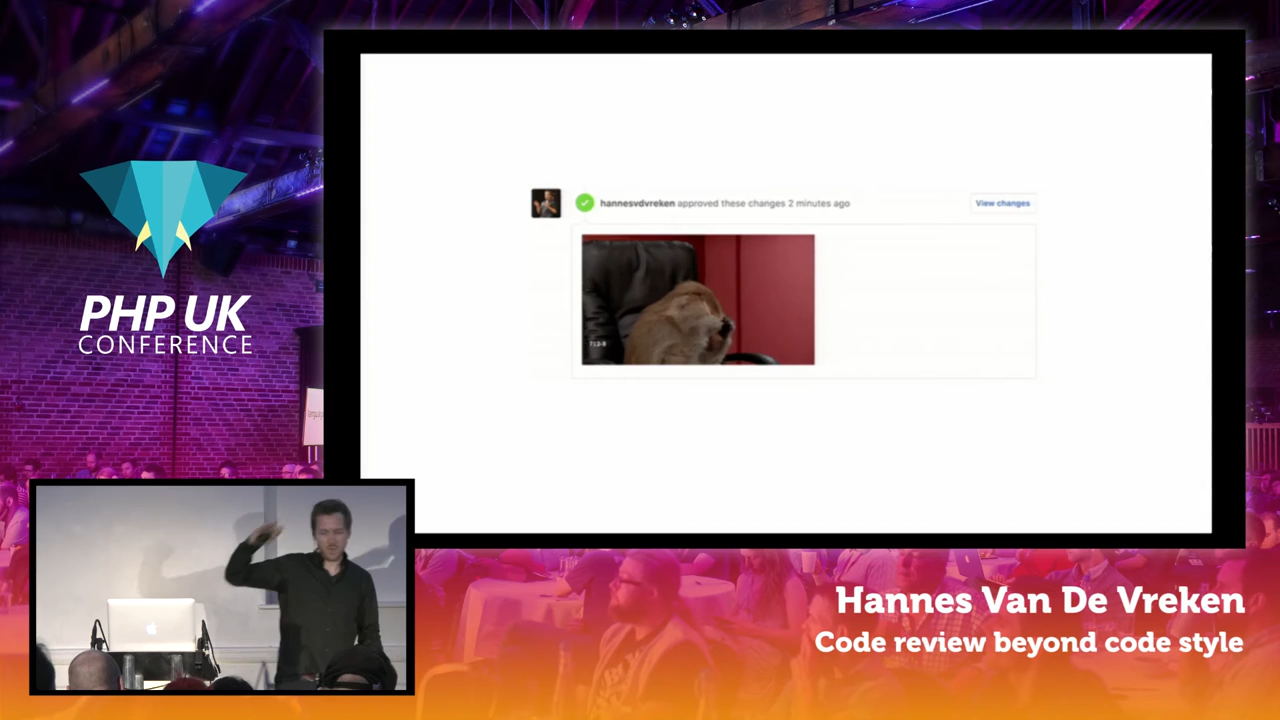 PHP UK
CONFERENCE
hannesvdvreken approved these changes 2 minutes ago
View changes
Hannes Van De Vreken
Code review beyond code style